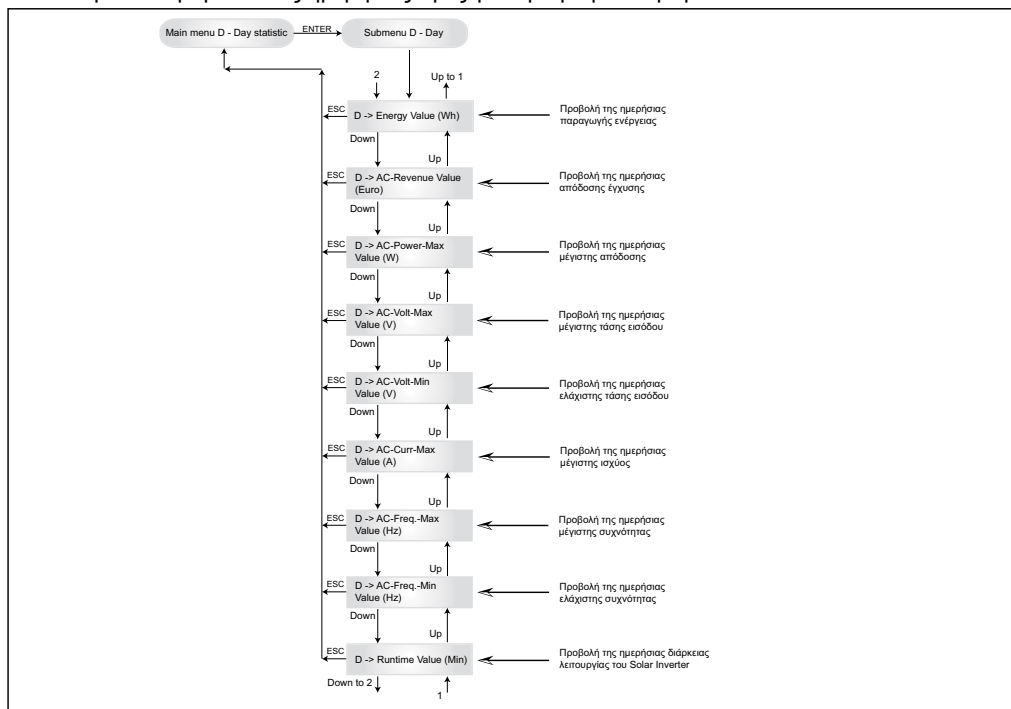 Main menu D - Day statistic
ENTER
Submenu D - Day
2
Up to 1
ESC
D -> Energy Value (Wh)
Προβολή της ημερήσιας
παραγωγής ενέργειας
Down
Up
ESC
D -> AC-Revenue Value
(Euro)
Προβολή της ημερήσιας
απόδοσης έγχυσης
Down
Up
ESC
D -> AC-Power-Max
Value (W)
Προβολή της ημερήσιας
μέγιστης απόδοσης
Down
Up
ESC
D -> AC-Volt-Max
Value (V)
Προβολή της ημερήσιας
μέγιστης τάσης εισόδου
Down
Up
ESC
D -> AC-Volt-Min
Value (V)
Προβολή της ημερήσιας
ελάχιστης τάσης εισόδου
Down
Up
ESC
D -> AC-Curr-Max
Value (A)
Προβολή της ημερήσιας
μέγιστης ισχύος
Down
Up
ESC
D -> AC-Freq.-Max
Value (Hz)
Προβολή της ημερήσιας
μέγιστης συχνότητας
Down
Up
ESC
D -> AC-Freq.-Min
Value (Hz)
Προβολή της ημερήσιας
ελάχιστης συχνότητας
Down
Up
ESC
D -> Runtime Value (Min)
Προβολή της ημερήσιας διάρκειας
λειτουργίας του Solar Inverter
Down to 2
1